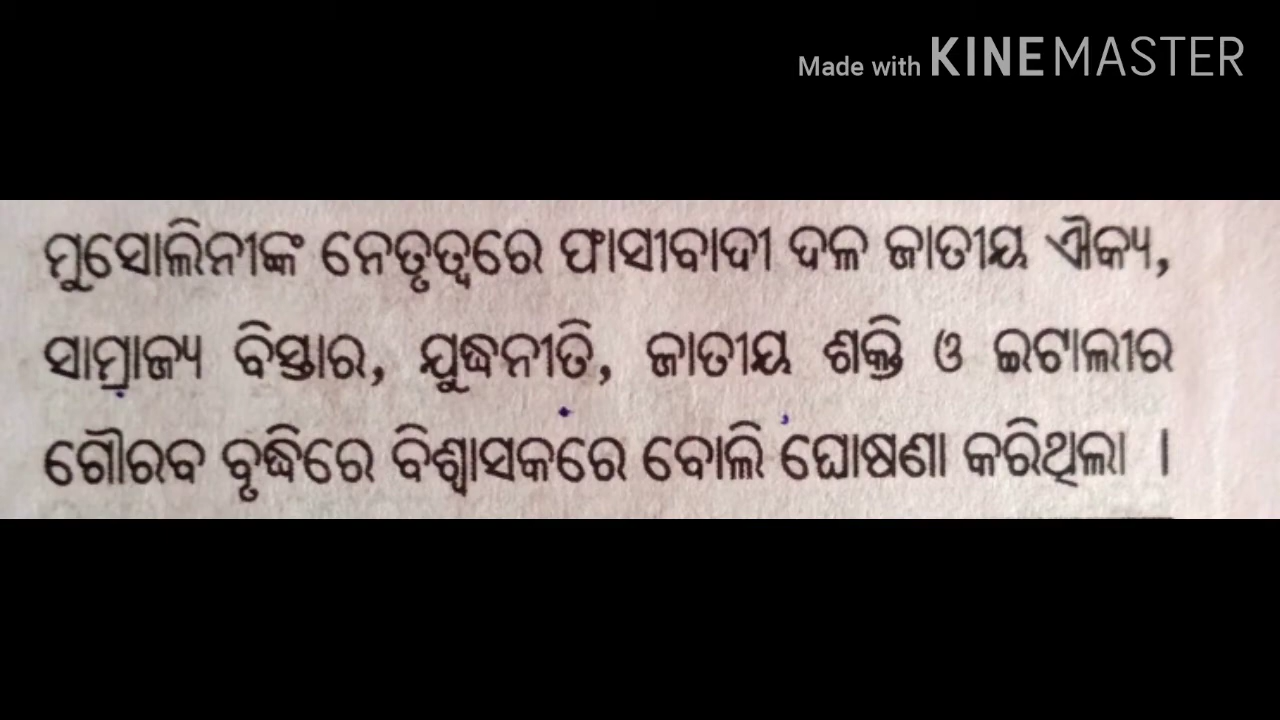 Made with KINEMASTER
ମୁସୋଲିନୀଙ୍କ ନେତୃତ୍ୱରେ ଫାସୀବାଦୀ ଦଳ ଜାତୀୟ ଐକ୍ୟ,
ସାମ୍ରାଜ୍ୟ ବିସ୍ତାର, ଯୁଦ୍ଧନୀତି, ଜାତୀୟ ଶକ୍ତି ଓ ଇଟାଲୀର
ଗୌରବ ବୃଦ୍ଧିରେ ବିଶ୍ୱାସକରେ ବୋଲି ଘୋଷଣା କରିଥିଲା ।